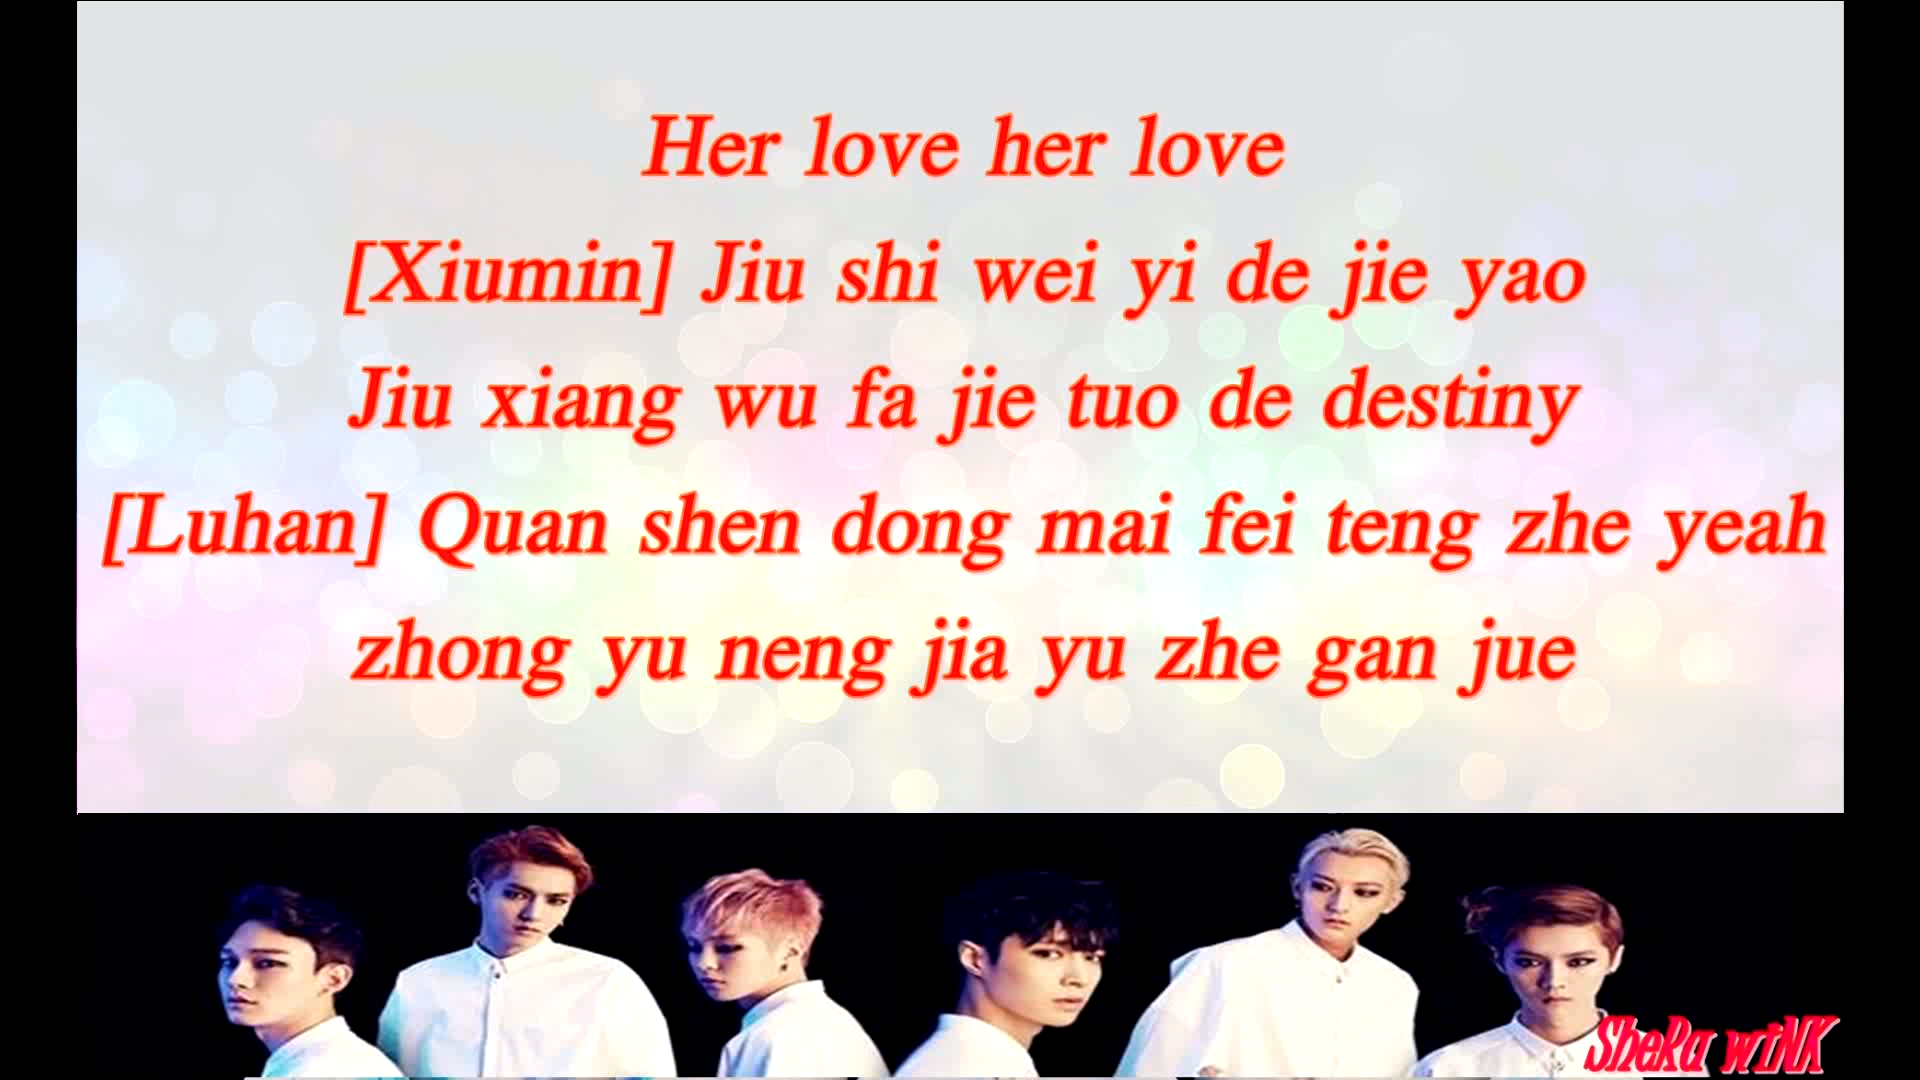 Her love her love
[Xiumin] Jiu shi wei yi de jie yao
Jiu xiang wu fa jie tuo de destiny
[Luhan] Quan shen dong mai fei teng zhe yeah
zhong yu neng jia yu zhe gan jue
SheRa wiNK